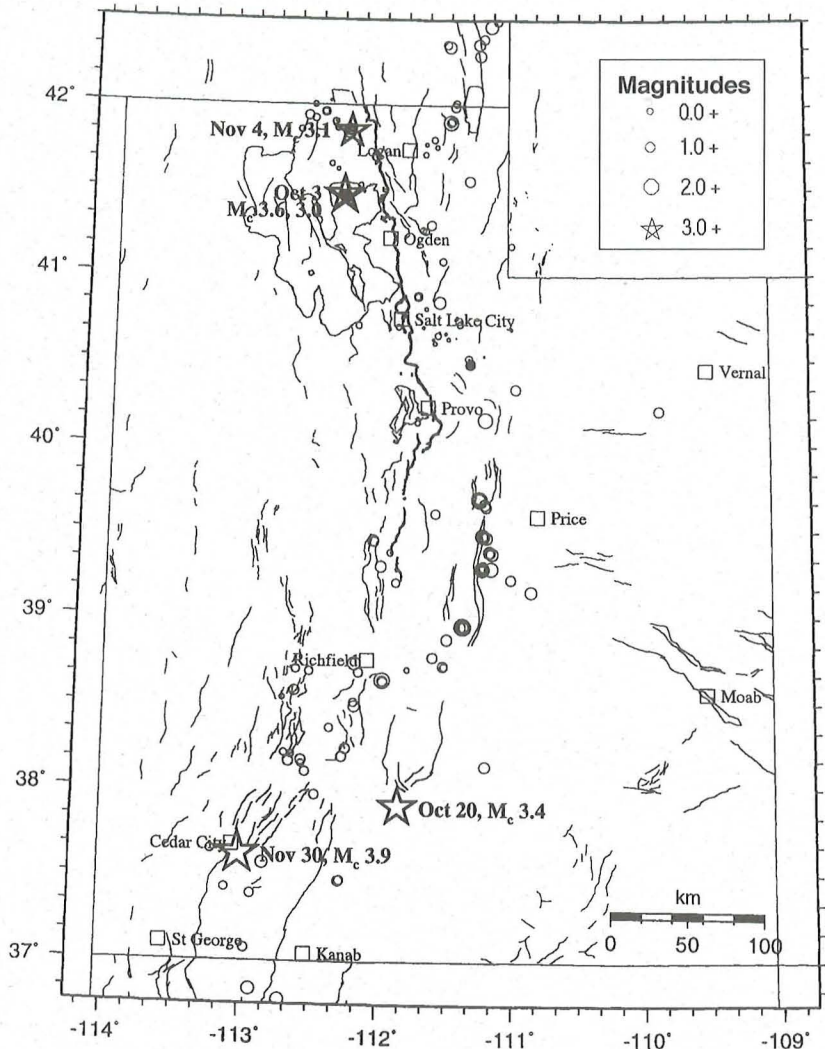 Magnitudes
0.0 +
1.0 +
2.0 +
3.0 +
42°
Nov 4, M 3.1
Logan
Oct 3
Mc 3.6, 3.0
Ogden
41°
Salt Lake City
Vernal
Provo
40°
Price
39°
Richfield
Moab
38°
Oct 20, Mc 3.4
Cedar City
Nov 30, Mc 3.9
km
0 50 100
St George
37°
Kanab
-114° -113° -112° -111° -110° -109°